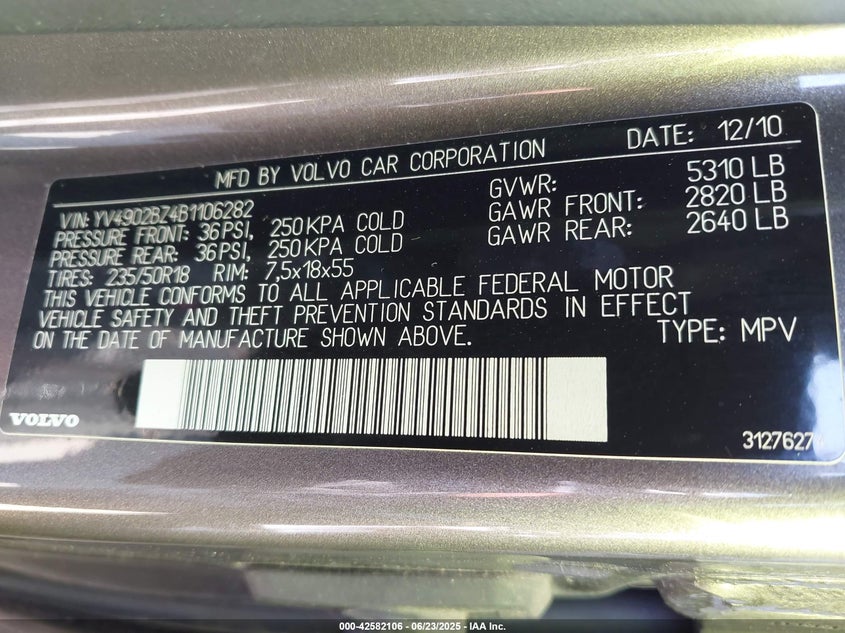 MFD BY VOLVO CAR CORPORATION DATE: 12/10
VIN: YV4902BZ4B1106282 GVWR: 5310 LB
PRESSURE FRONT: 36PSI, 250KPA COLD GAWR FRONT: 2820 LB
PRESSURE REAR: 36PSI, 250KPA COLD GAWR REAR: 2640 LB
TIRES: 235/50R18 RIM: 7,5x18x55
THIS VEHICLE CONFORMS TO ALL APPLICABLE FEDERAL MOTOR
VEHICLE SAFETY AND THEFT PREVENTION STANDARDS IN EFFECT
ON THE DATE OF MANUFACTURE SHOWN ABOVE. TYPE: MPV
VOLVO
000-42582106 - 06/23/2025 - IAA Inc.